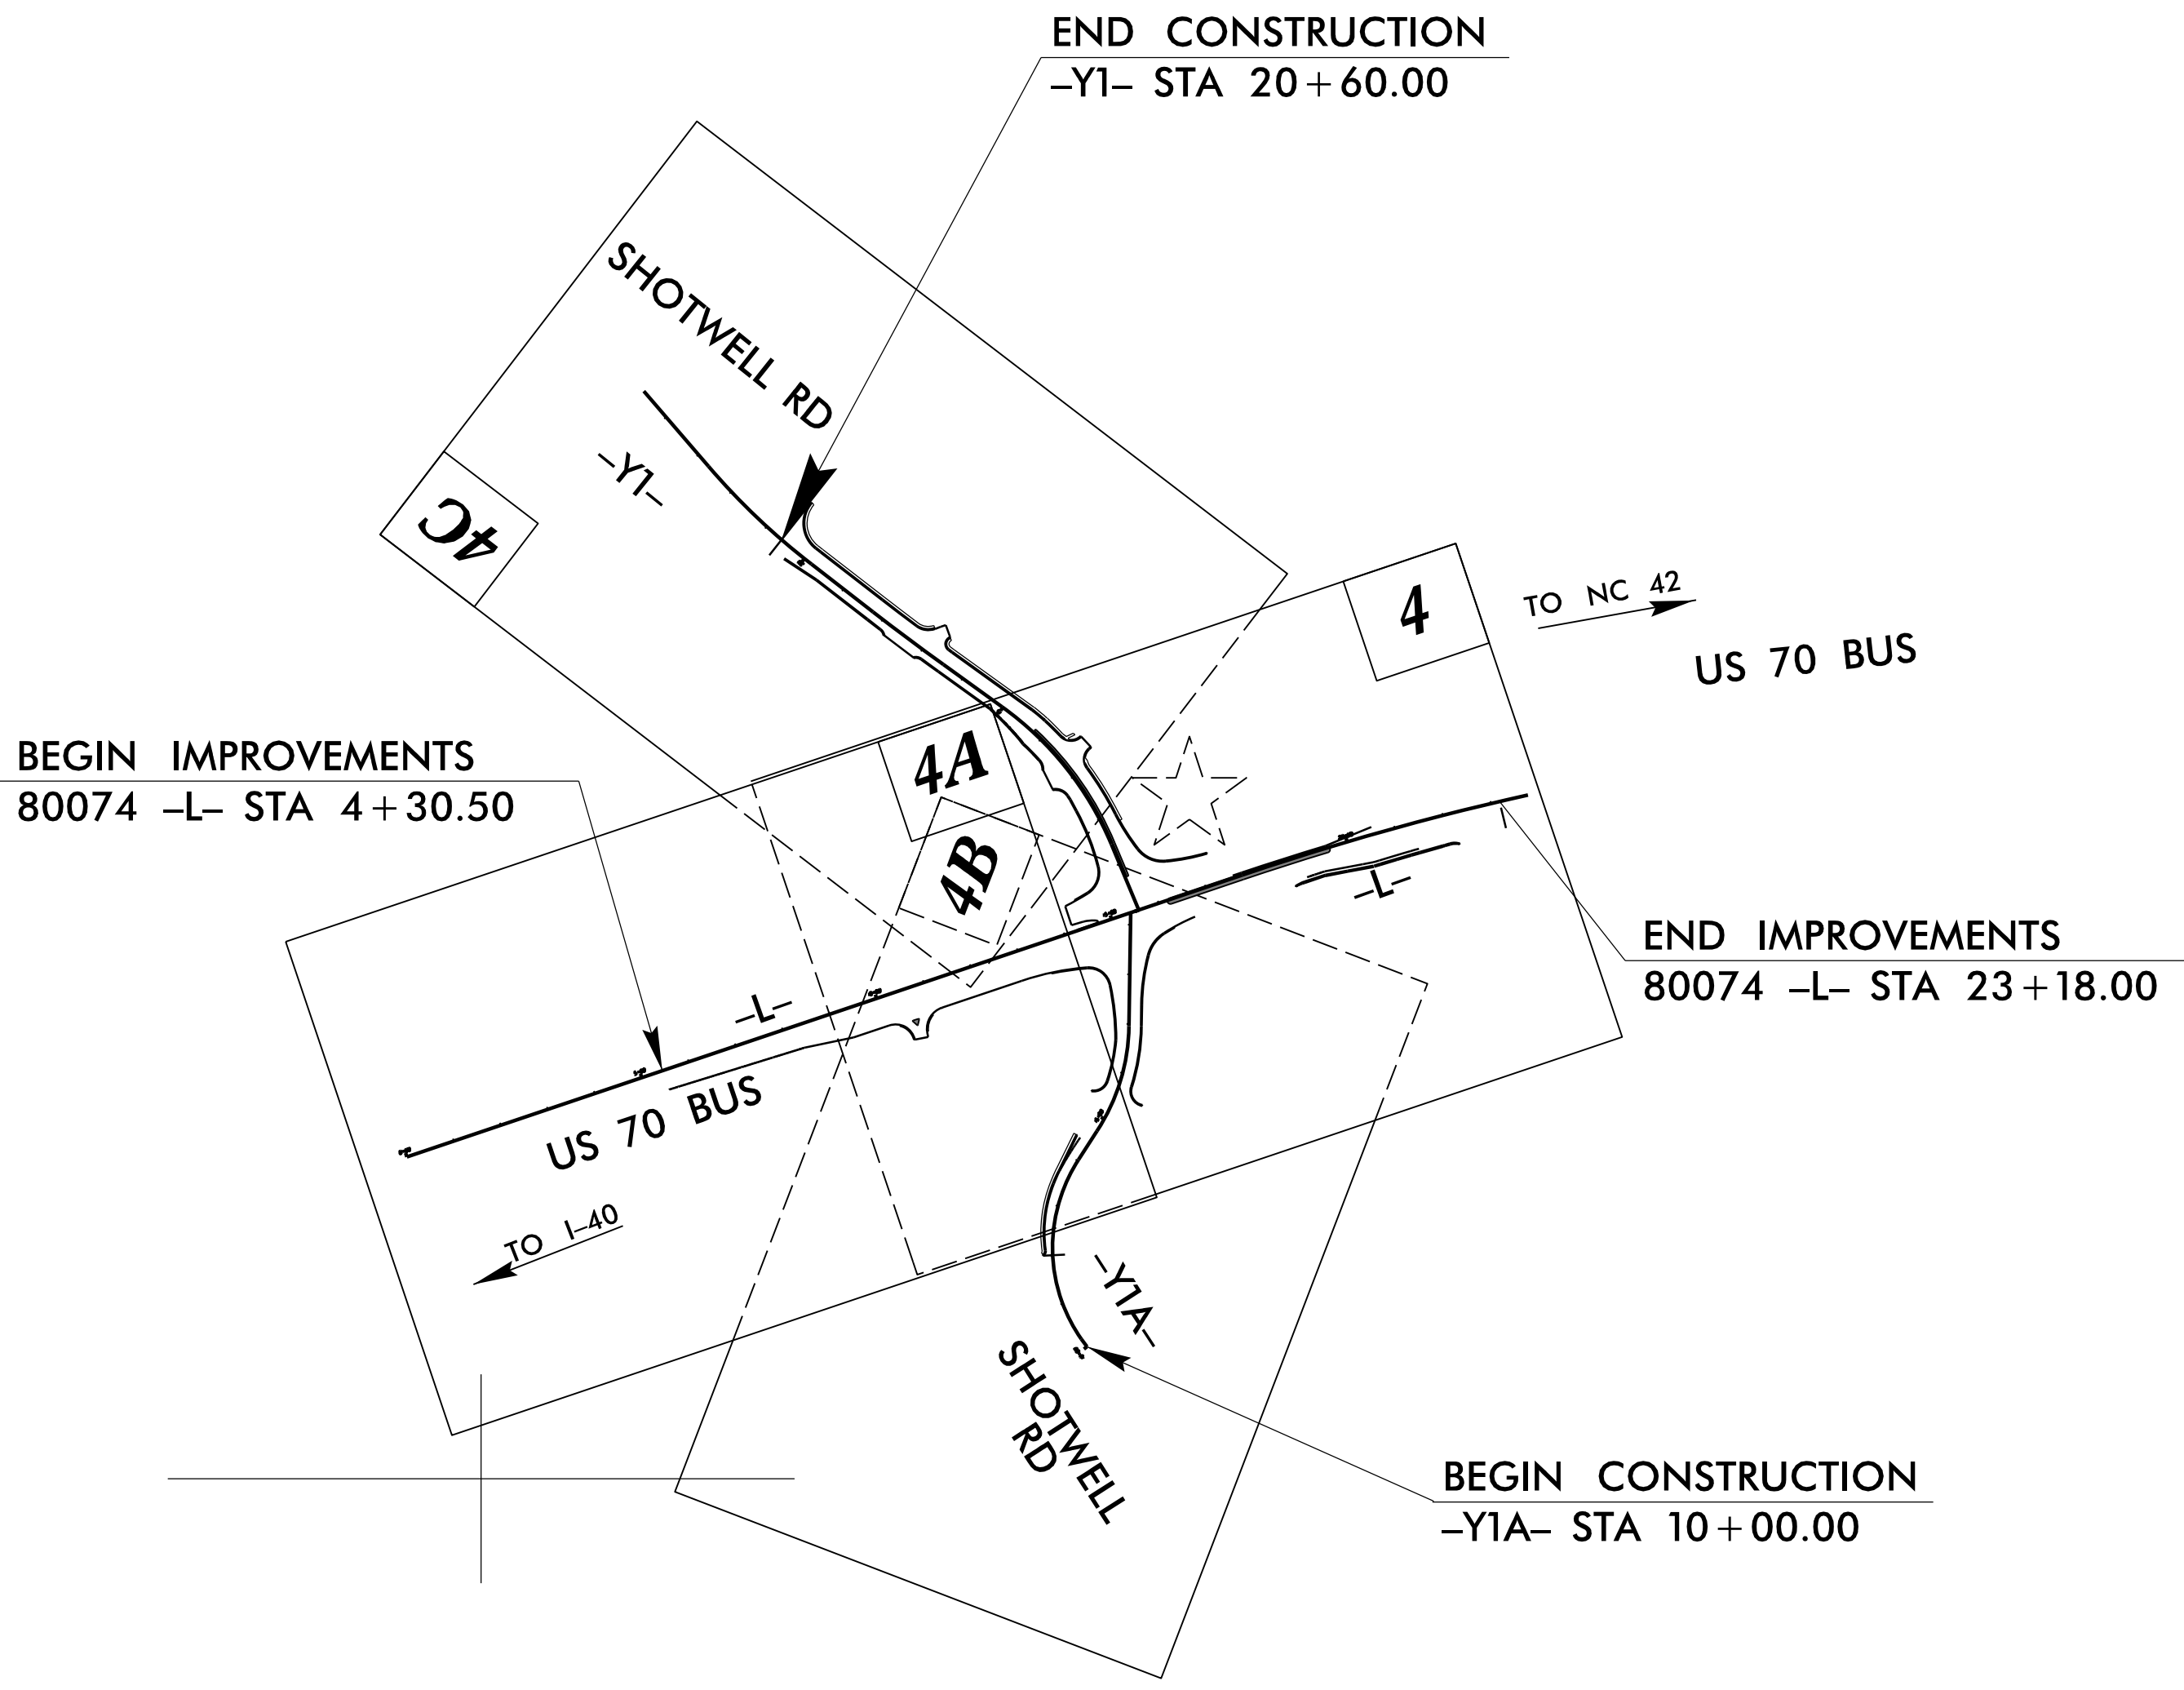 END CONSTRUCTION
–Y1– STA 20+60.00
SHOTWELL RD
–Y1–
4C
4
TO NC 42
US 70 BUS
BEGIN IMPROVEMENTS
80074 –L– STA 4+30.50
4A
4B
–L–
END IMPROVEMENTS
80074 –L– STA 23+18.00
–L–
US 70 BUS
TO I–40
–Y1A–
SHOTWELL
RD
BEGIN CONSTRUCTION
–Y1A– STA 10+00.00